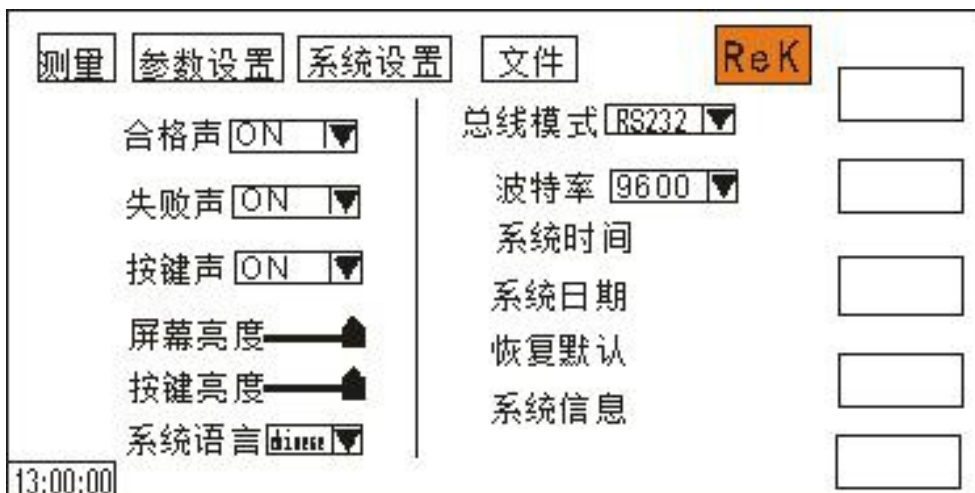 测量 参数设置 系统设置 文件 ReK
合格声 ON
失败声 ON
按键声 ON
屏幕亮度
按键亮度
系统语言 chinese
总线模式 RS232
波特率 9600
系统时间
系统日期
恢复默认
系统信息
13:00:00